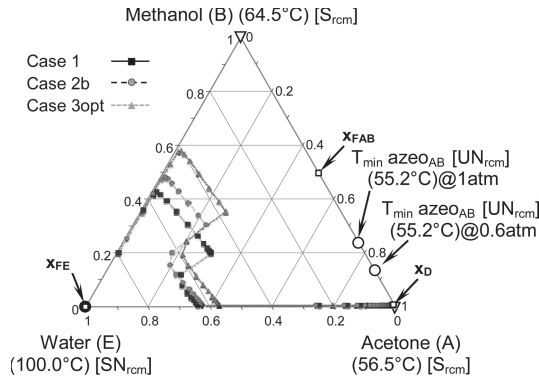 Methanol (B) (64.5°C) [Srcm]
1 0
Case 1
Case 2b
Case 3opt
0.8 0.2
0.6 0.4
xFAB
Tmin azeoAB [UNrcm]
(55.2°C)@1atm
0.4 0.6
Tmin azeoAB [UNrcm]
(55.2°C)@0.6atm
0.2 0.8
xFE
xD
0 1
1 0.8 0.6 0.4 0.2 0
Water (E)
(100.0°C) [SNrcm]
Acetone (A)
(56.5°C) [Srcm]